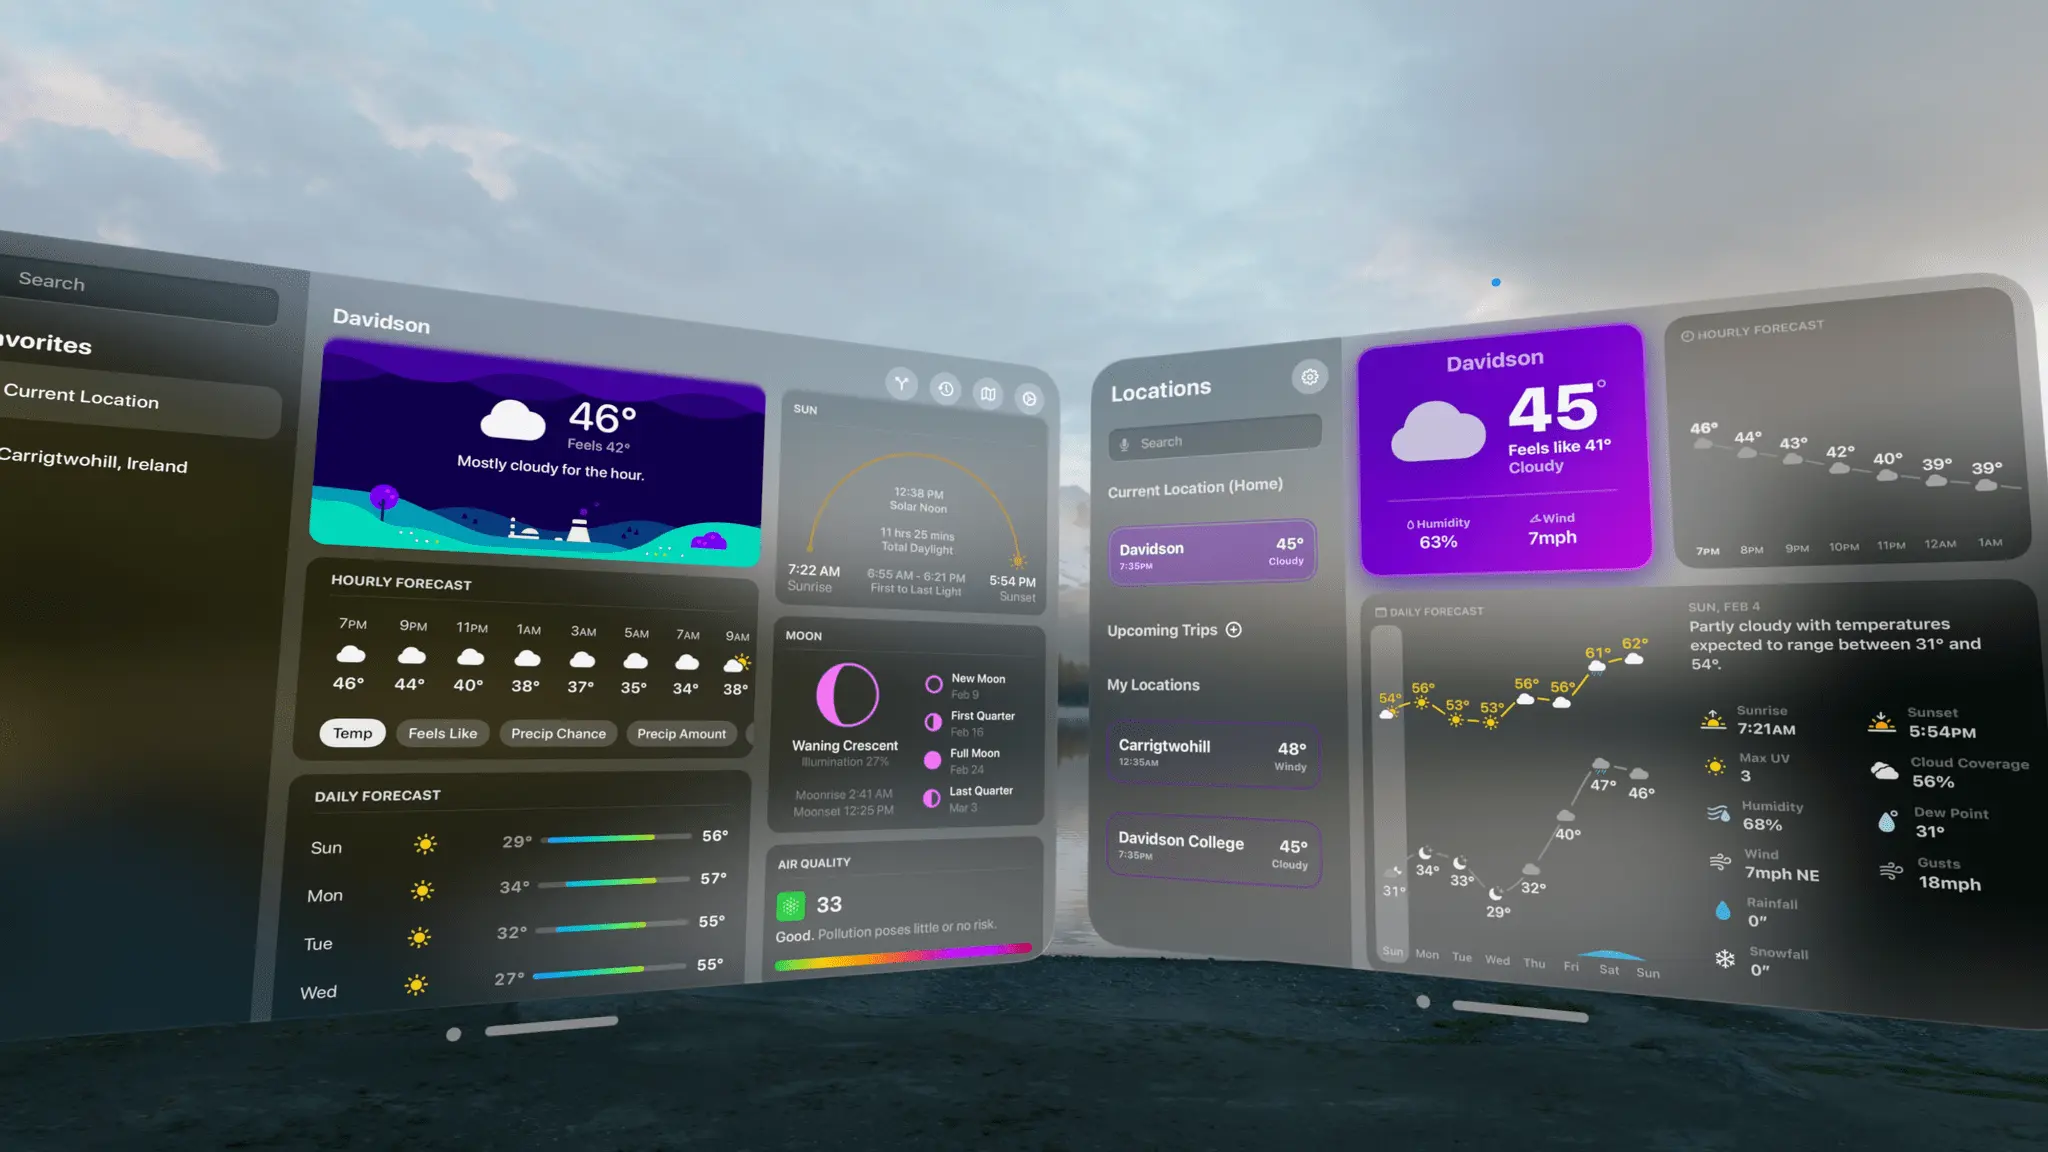 Search
avorites
Current Location
Carrigtwohill, Ireland
Davidson
46°
Feels 42°
Mostly cloudy for the hour.
HOURLY FORECAST
7PM 9PM 11PM 1AM 3AM 5AM 7AM 9AM
46° 44° 40° 38° 37° 35° 34° 38°
Temp Feels Like Precip Chance Precip Amount
DAILY FORECAST
Sun 29° 56°
Mon 34° 57°
Tue 32° 55°
Wed 27° 55°
SUN
12:38 PM
Solar Noon
11 hrs 25 mins
Total Daylight
7:22 AM
Sunrise
6:55 AM - 6:21 PM
First to Last Light
5:54 PM
Sunset
MOON
Waning Crescent
Illumination 27%
Moonrise 2:41 AM
Moonset 12:25 PM
New Moon
Feb 9
First Quarter
Feb 16
Full Moon
Feb 24
Last Quarter
Mar 3
AIR QUALITY
33
Good. Pollution poses little or no risk.
Locations
Search
Current Location (Home)
Davidson 45°
7:35PM Cloudy
Upcoming Trips
My Locations
Carrigtwohill 48°
12:35AM Windy
Davidson College 45°
7:35PM Cloudy
Davidson
45°
Feels like 41°
Cloudy
Humidity
63%
Wind
7mph
HOURLY FORECAST
46° 44° 43° 42° 40° 39° 39°
7PM 8PM 9PM 10PM 11PM 12AM 1AM
DAILY FORECAST
54° 56° 53° 53° 56° 56° 61° 62°
31° 34° 33° 29° 32° 40° 47° 46°
Sun Mon Tue Wed Thu Fri Sat Sun
SUN, FEB 4
Partly cloudy with temperatures
expected to range between 31° and
54°.
Sunrise
7:21AM
Sunset
5:54PM
Max UV
3
Cloud Coverage
56%
Humidity
68%
Dew Point
31°
Wind
7mph NE
Gusts
18mph
Rainfall
0"
Snowfall
0"